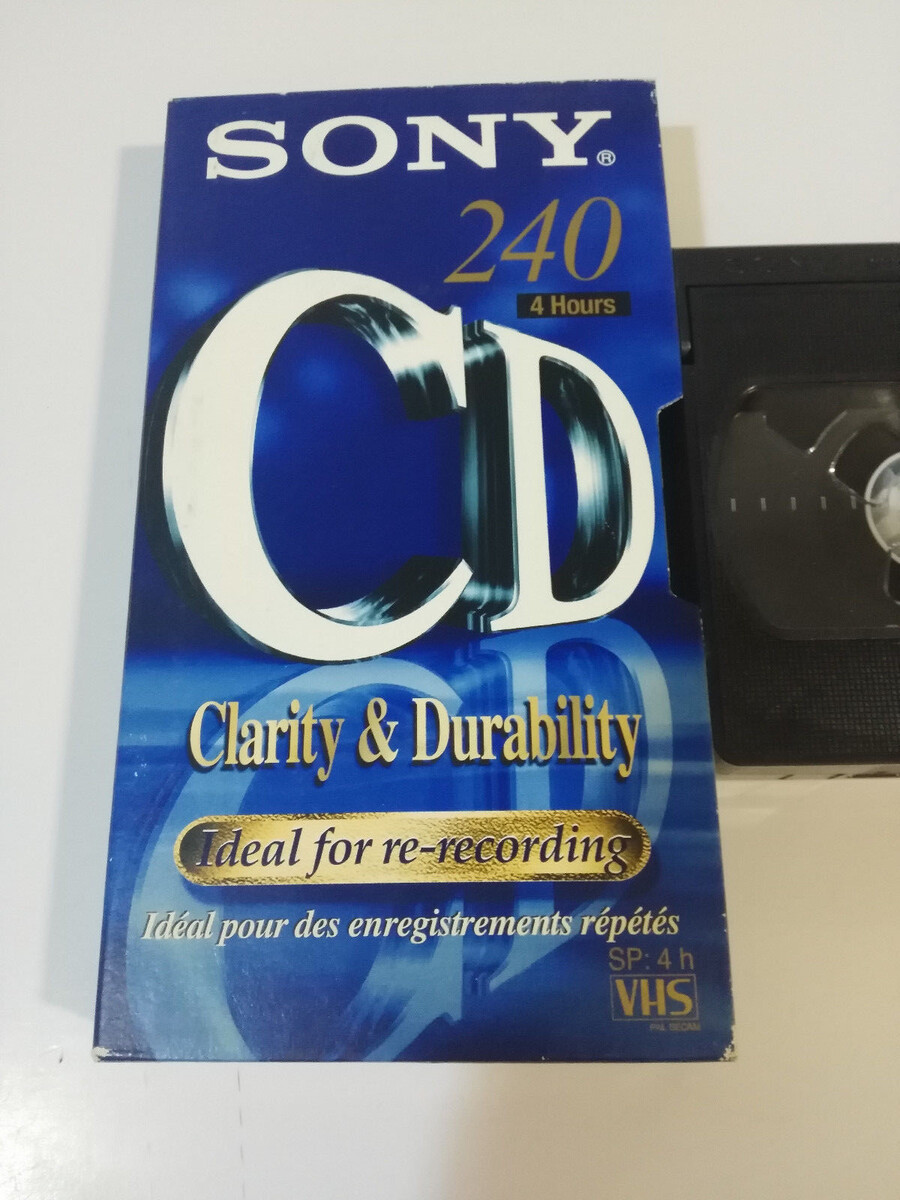 SONY®
240
4 Hours
CD
Clarity & Durability
Ideal for re-recording
Idéal pour des enregistrements répétés
SP: 4 h
VHS
PAL SECAM